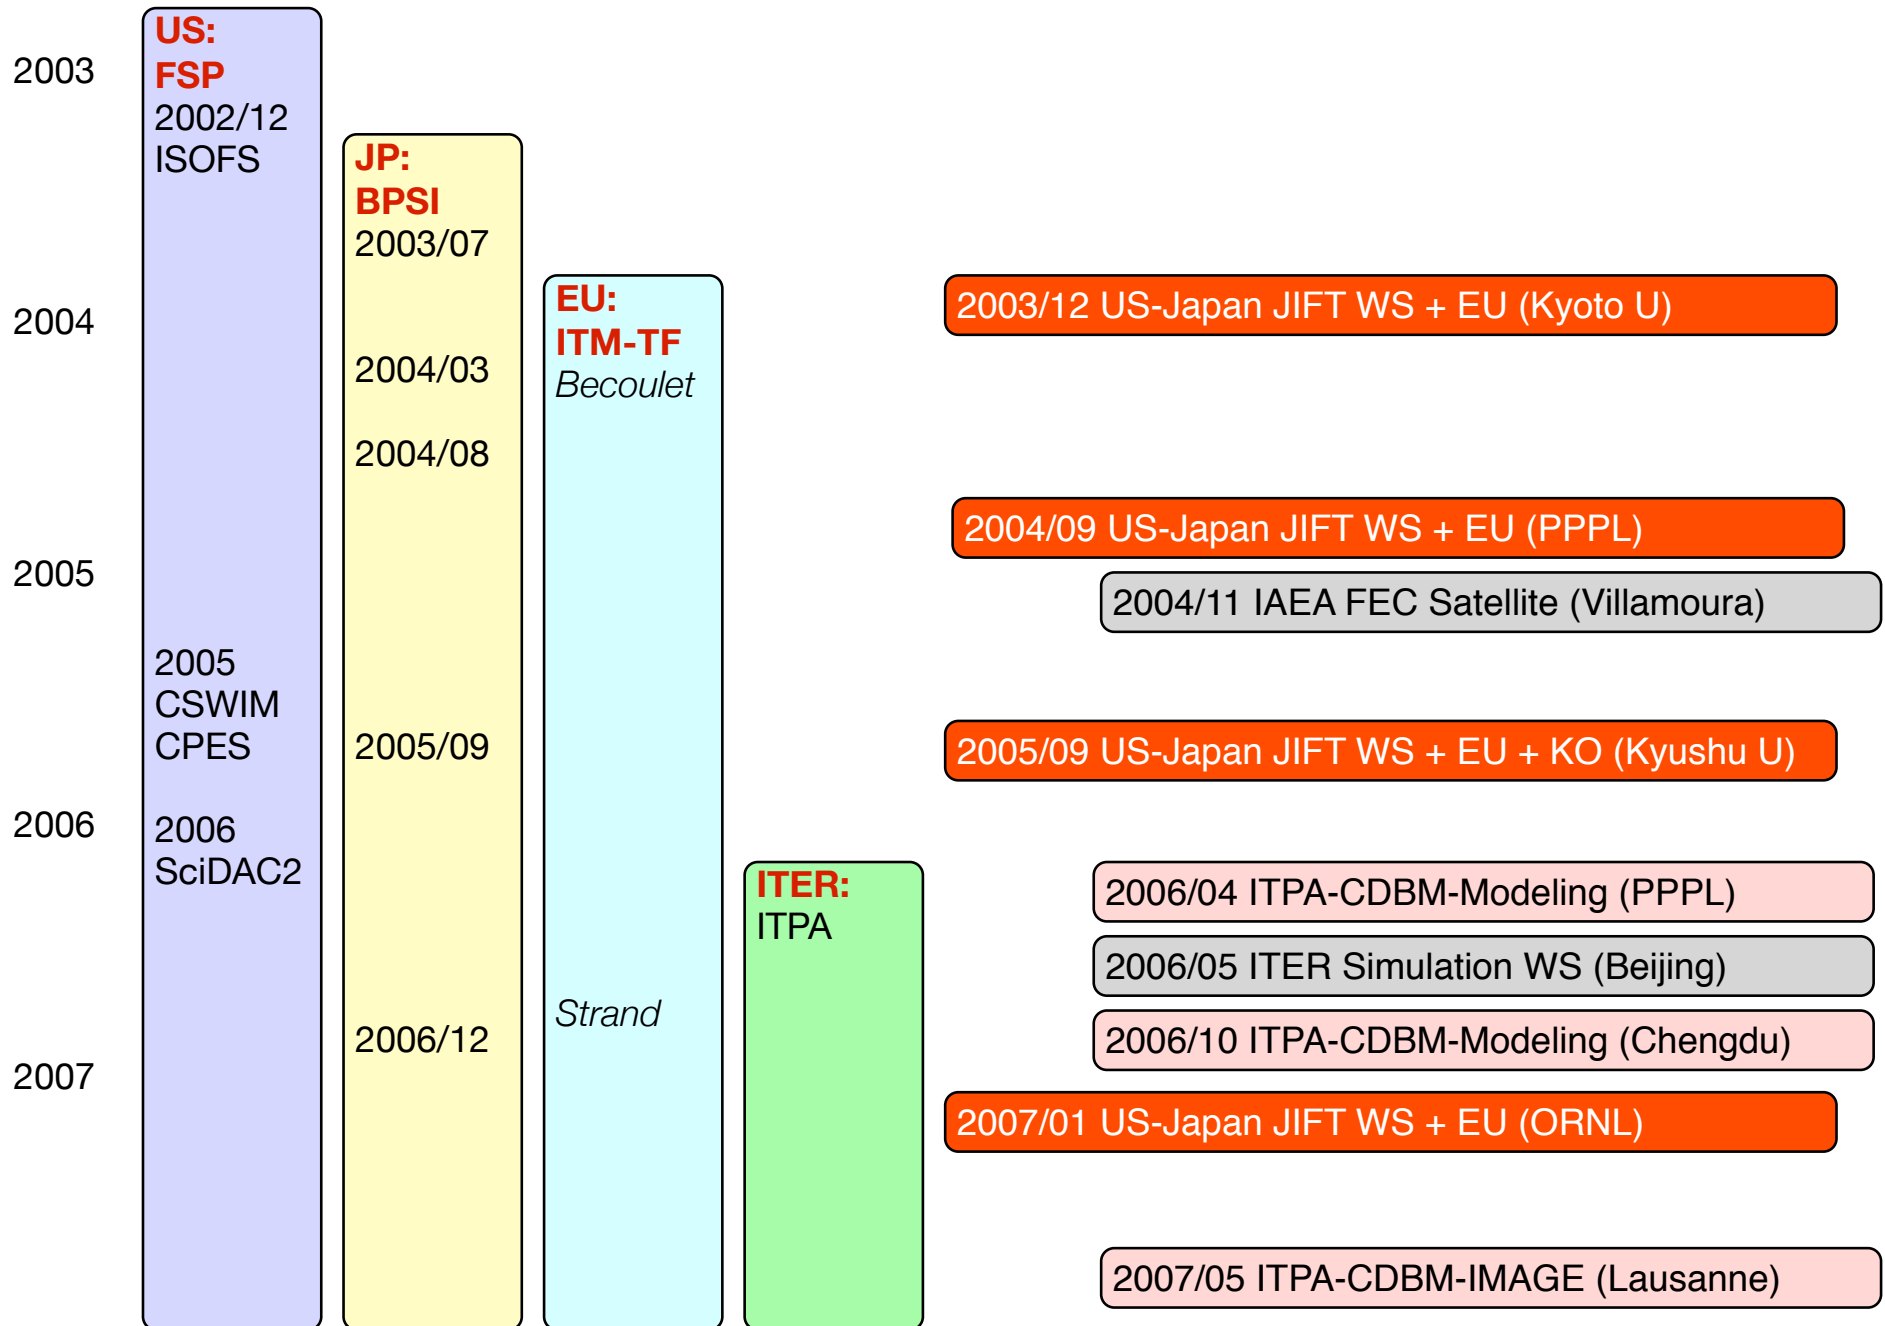 2003
2004
2005
2006
2007
US:
FSP
2002/12
ISOFS
2005
CSWIM
CPES
2006
SciDAC2
JP:
BPSI
2003/07
2004/03
2004/08
2005/09
2006/12
EU:
ITM-TF
Becoulet
Strand
ITER:
ITPA
2003/12 US-Japan JIFT WS + EU (Kyoto U)
2004/09 US-Japan JIFT WS + EU (PPPL)
2004/11 IAEA FEC Satellite (Villamoura)
2005/09 US-Japan JIFT WS + EU + KO (Kyushu U)
2006/04 ITPA-CDBM-Modeling (PPPL)
2006/05 ITER Simulation WS (Beijing)
2006/10 ITPA-CDBM-Modeling (Chengdu)
2007/01 US-Japan JIFT WS + EU (ORNL)
2007/05 ITPA-CDBM-IMAGE (Lausanne)